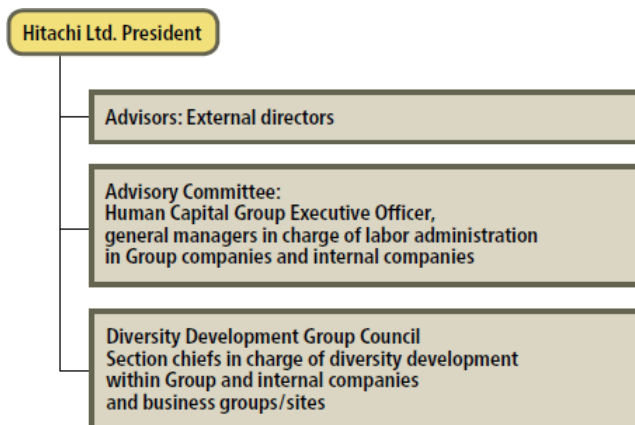 Hitachi Ltd. President
Advisors: External directors
Advisory Committee:
Human Capital Group Executive Officer,
general managers in charge of labor administration
in Group companies and internal companies
Diversity Development Group Council
Section chiefs in charge of diversity development
within Group and internal companies
and business groups/sites